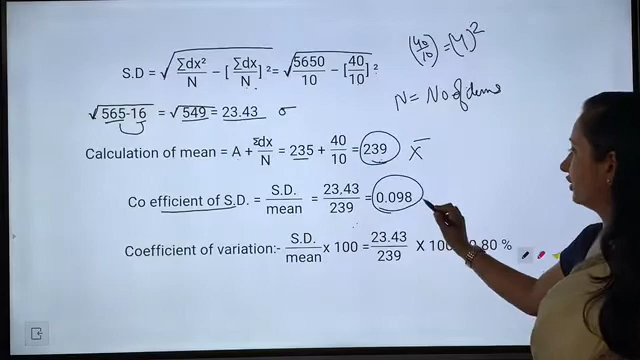 S.D = √Σdx²/N − [Σdx/N]² = √5650/10 − [40/10]²
(40/10) = (4)²
N = No of
√565-16 = √549 = 23.43 σ
Calculation of mean = A + Σdx/N = 235 + 40/10 = 239 X̄
Co efficient of S.D. = S.D./mean = 23.43/239 = 0.098
Coefficient of variation:- S.D./mean x 100 = 23.43/239 X 100 .80 %